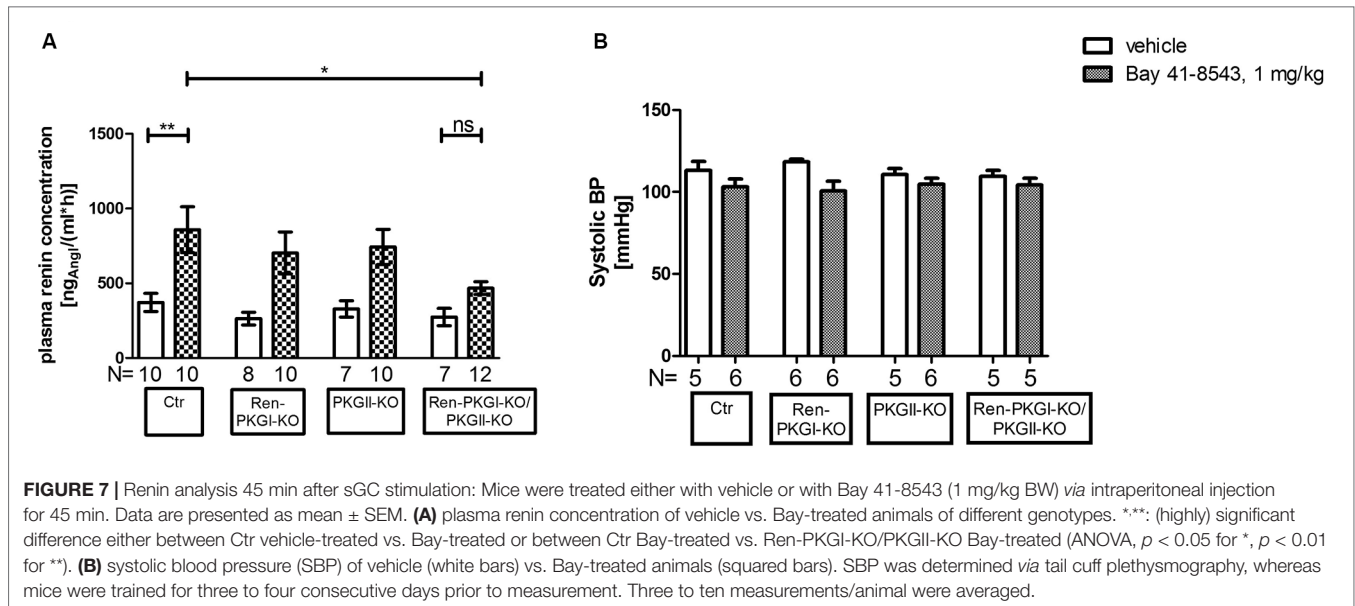 A
B
vehicle
Bay 41-8543, 1 mg/kg
*
**
ns
plasma renin concentration
[ng_AngI/(ml*h)]
1500
1000
500
0
N= 10 10 8 10 7 10 7 12
Ctr
Ren-
PKGI-KO
PKGII-KO
Ren-PKGI-KO/
PKGII-KO
Systolic BP
[mmHg]
150
100
50
0
N= 5 6 6 6 5 6 5 5
Ctr
Ren-
PKGI-KO
PKGII-KO
Ren-PKGI-KO/
PKGII-KO
FIGURE 7 | Renin analysis 45 min after sGC stimulation: Mice were treated either with vehicle or with Bay 41-8543 (1 mg/kg BW) via intraperitoneal injection
for 45 min. Data are presented as mean ± SEM. (A) plasma renin concentration of vehicle vs. Bay-treated animals of different genotypes. *,**: (highly) significant
difference either between Ctr vehicle-treated vs. Bay-treated or between Ctr Bay-treated vs. Ren-PKGI-KO/PKGII-KO Bay-treated (ANOVA, p < 0.05 for *, p < 0.01
for **). (B) systolic blood pressure (SBP) of vehicle (white bars) vs. Bay-treated animals (squared bars). SBP was determined via tail cuff plethysmography, whereas
mice were trained for three to four consecutive days prior to measurement. Three to ten measurements/animal were averaged.